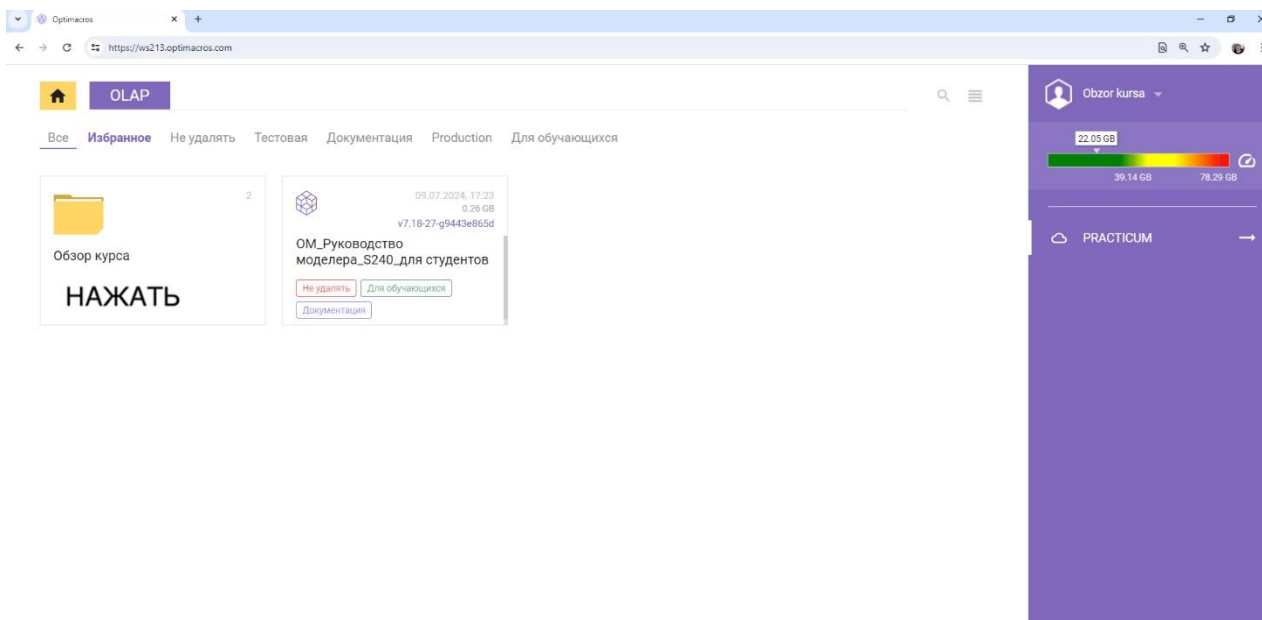 Optimacros
https://ws213.optimacros.com
OLAP
Все Избранное Не удалять Тестовая Документация Production Для обучающихся
2
Обзор курса
НАЖАТЬ
09.07.2024, 17:23
0.26 GB
v7.18-27-g9443e865d
ОМ_Руководство
моделера_S240_для студентов
Не удалять Для обучающихся
Документация
Obzor kursa
22.05 GB
39.14 GB 78.29 GB
PRACTICUM